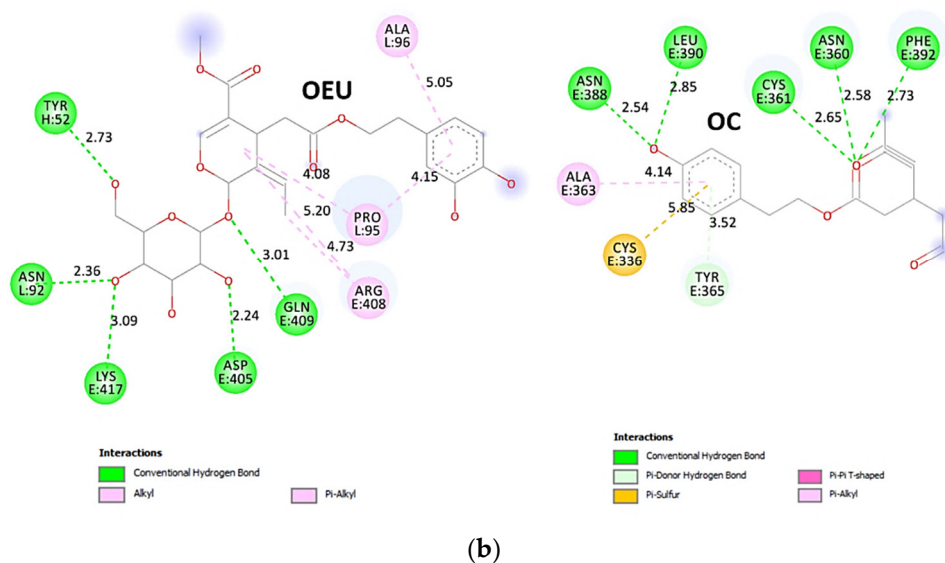 OEU
ALA
L:96
5.05
TYR
H:52
2.73
4.08
4.15
5.20
PRO
L:95
4.73
3.01
ASN
L:92
2.36
ARG
E:408
GLN
E:409
3.09
2.24
LYS
E:417
ASP
E:405
Interactions
Conventional Hydrogen Bond
Alkyl
Pi-Alkyl
OC
LEU
E:390
ASN
E:360
PHE
E:392
ASN
E:388
CYS
E:361
2.54
2.85
2.58
2.73
2.65
4.14
ALA
E:363
5.85
3.52
CYS
E:336
TYR
E:365
Interactions
Conventional Hydrogen Bond
Pi-Donor Hydrogen Bond
Pi-Sulfur
Pi-Pi T-shaped
Pi-Alkyl
(b)